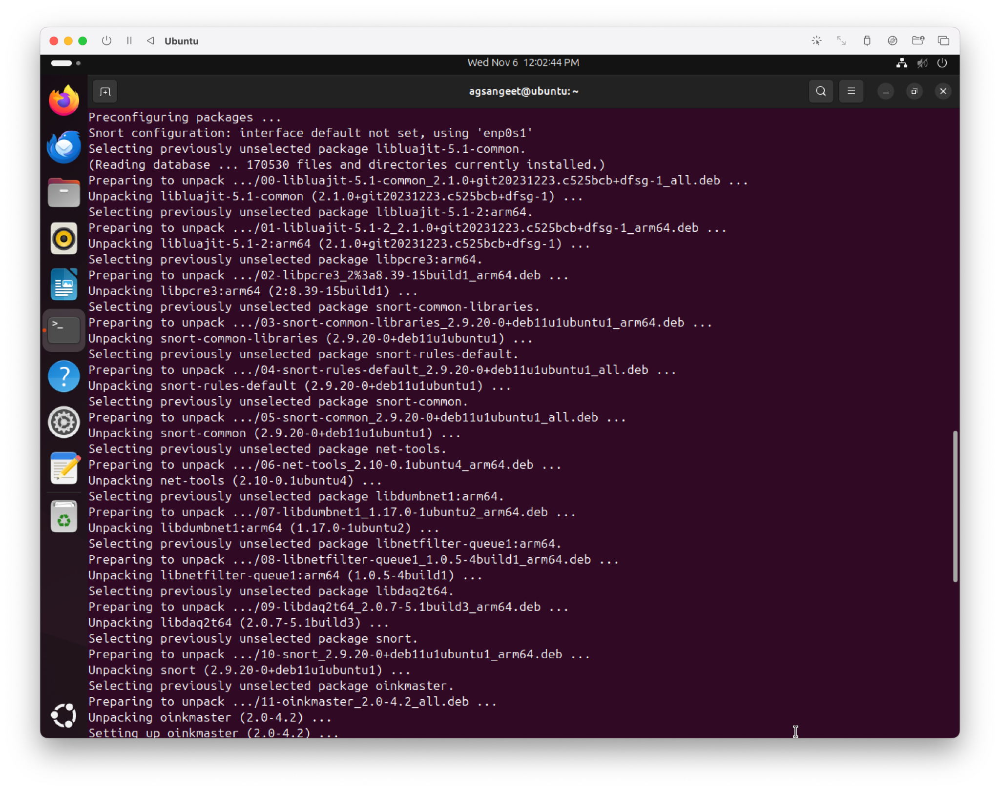 Ubuntu
Wed Nov 6 12:02:44 PM
agsangeet@ubuntu: ~
Preconfiguring packages ...
Snort configuration: interface default not set, using 'enp0s1'
Selecting previously unselected package libluajit-5.1-common.
(Reading database ... 170530 files and directories currently installed.)
Preparing to unpack .../00-libluajit-5.1-common_2.1.0+git20231223.c525bcb+dfsg-1_all.deb ...
Unpacking libluajit-5.1-common (2.1.0+git20231223.c525bcb+dfsg-1) ...
Selecting previously unselected package libluajit-5.1-2:arm64.
Preparing to unpack .../01-libluajit-5.1-2_2.1.0+git20231223.c525bcb+dfsg-1_arm64.deb ...
Unpacking libluajit-5.1-2:arm64 (2.1.0+git20231223.c525bcb+dfsg-1) ...
Selecting previously unselected package libpcre3:arm64.
Preparing to unpack .../02-libpcre3_2%3a8.39-15build1_arm64.deb ...
Unpacking libpcre3:arm64 (2:8.39-15build1) ...
Selecting previously unselected package snort-common-libraries.
Preparing to unpack .../03-snort-common-libraries_2.9.20-0+deb11u1ubuntu1_arm64.deb ...
Unpacking snort-common-libraries (2.9.20-0+deb11u1ubuntu1) ...
Selecting previously unselected package snort-rules-default.
Preparing to unpack .../04-snort-rules-default_2.9.20-0+deb11u1ubuntu1_all.deb ...
Unpacking snort-rules-default (2.9.20-0+deb11u1ubuntu1) ...
Selecting previously unselected package snort-common.
Preparing to unpack .../05-snort-common_2.9.20-0+deb11u1ubuntu1_all.deb ...
Unpacking snort-common (2.9.20-0+deb11u1ubuntu1) ...
Selecting previously unselected package net-tools.
Preparing to unpack .../06-net-tools_2.10-0.1ubuntu4_arm64.deb ...
Unpacking net-tools (2.10-0.1ubuntu4) ...
Selecting previously unselected package libdumbnet1:arm64.
Preparing to unpack .../07-libdumbnet1_1.17.0-1ubuntu2_arm64.deb ...
Unpacking libdumbnet1:arm64 (1.17.0-1ubuntu2) ...
Selecting previously unselected package libnetfilter-queue1:arm64.
Preparing to unpack .../08-libnetfilter-queue1_1.0.5-4build1_arm64.deb ...
Unpacking libnetfilter-queue1:arm64 (1.0.5-4build1) ...
Selecting previously unselected package libdaq2t64.
Preparing to unpack .../09-libdaq2t64_2.0.7-5.1build3_arm64.deb ...
Unpacking libdaq2t64 (2.0.7-5.1build3) ...
Selecting previously unselected package snort.
Preparing to unpack .../10-snort_2.9.20-0+deb11u1ubuntu1_arm64.deb ...
Unpacking snort (2.9.20-0+deb11u1ubuntu1) ...
Selecting previously unselected package oinkmaster.
Preparing to unpack .../11-oinkmaster_2.0-4.2_all.deb ...
Unpacking oinkmaster (2.0-4.2) ...
Setting up oinkmaster (2.0-4.2) ...